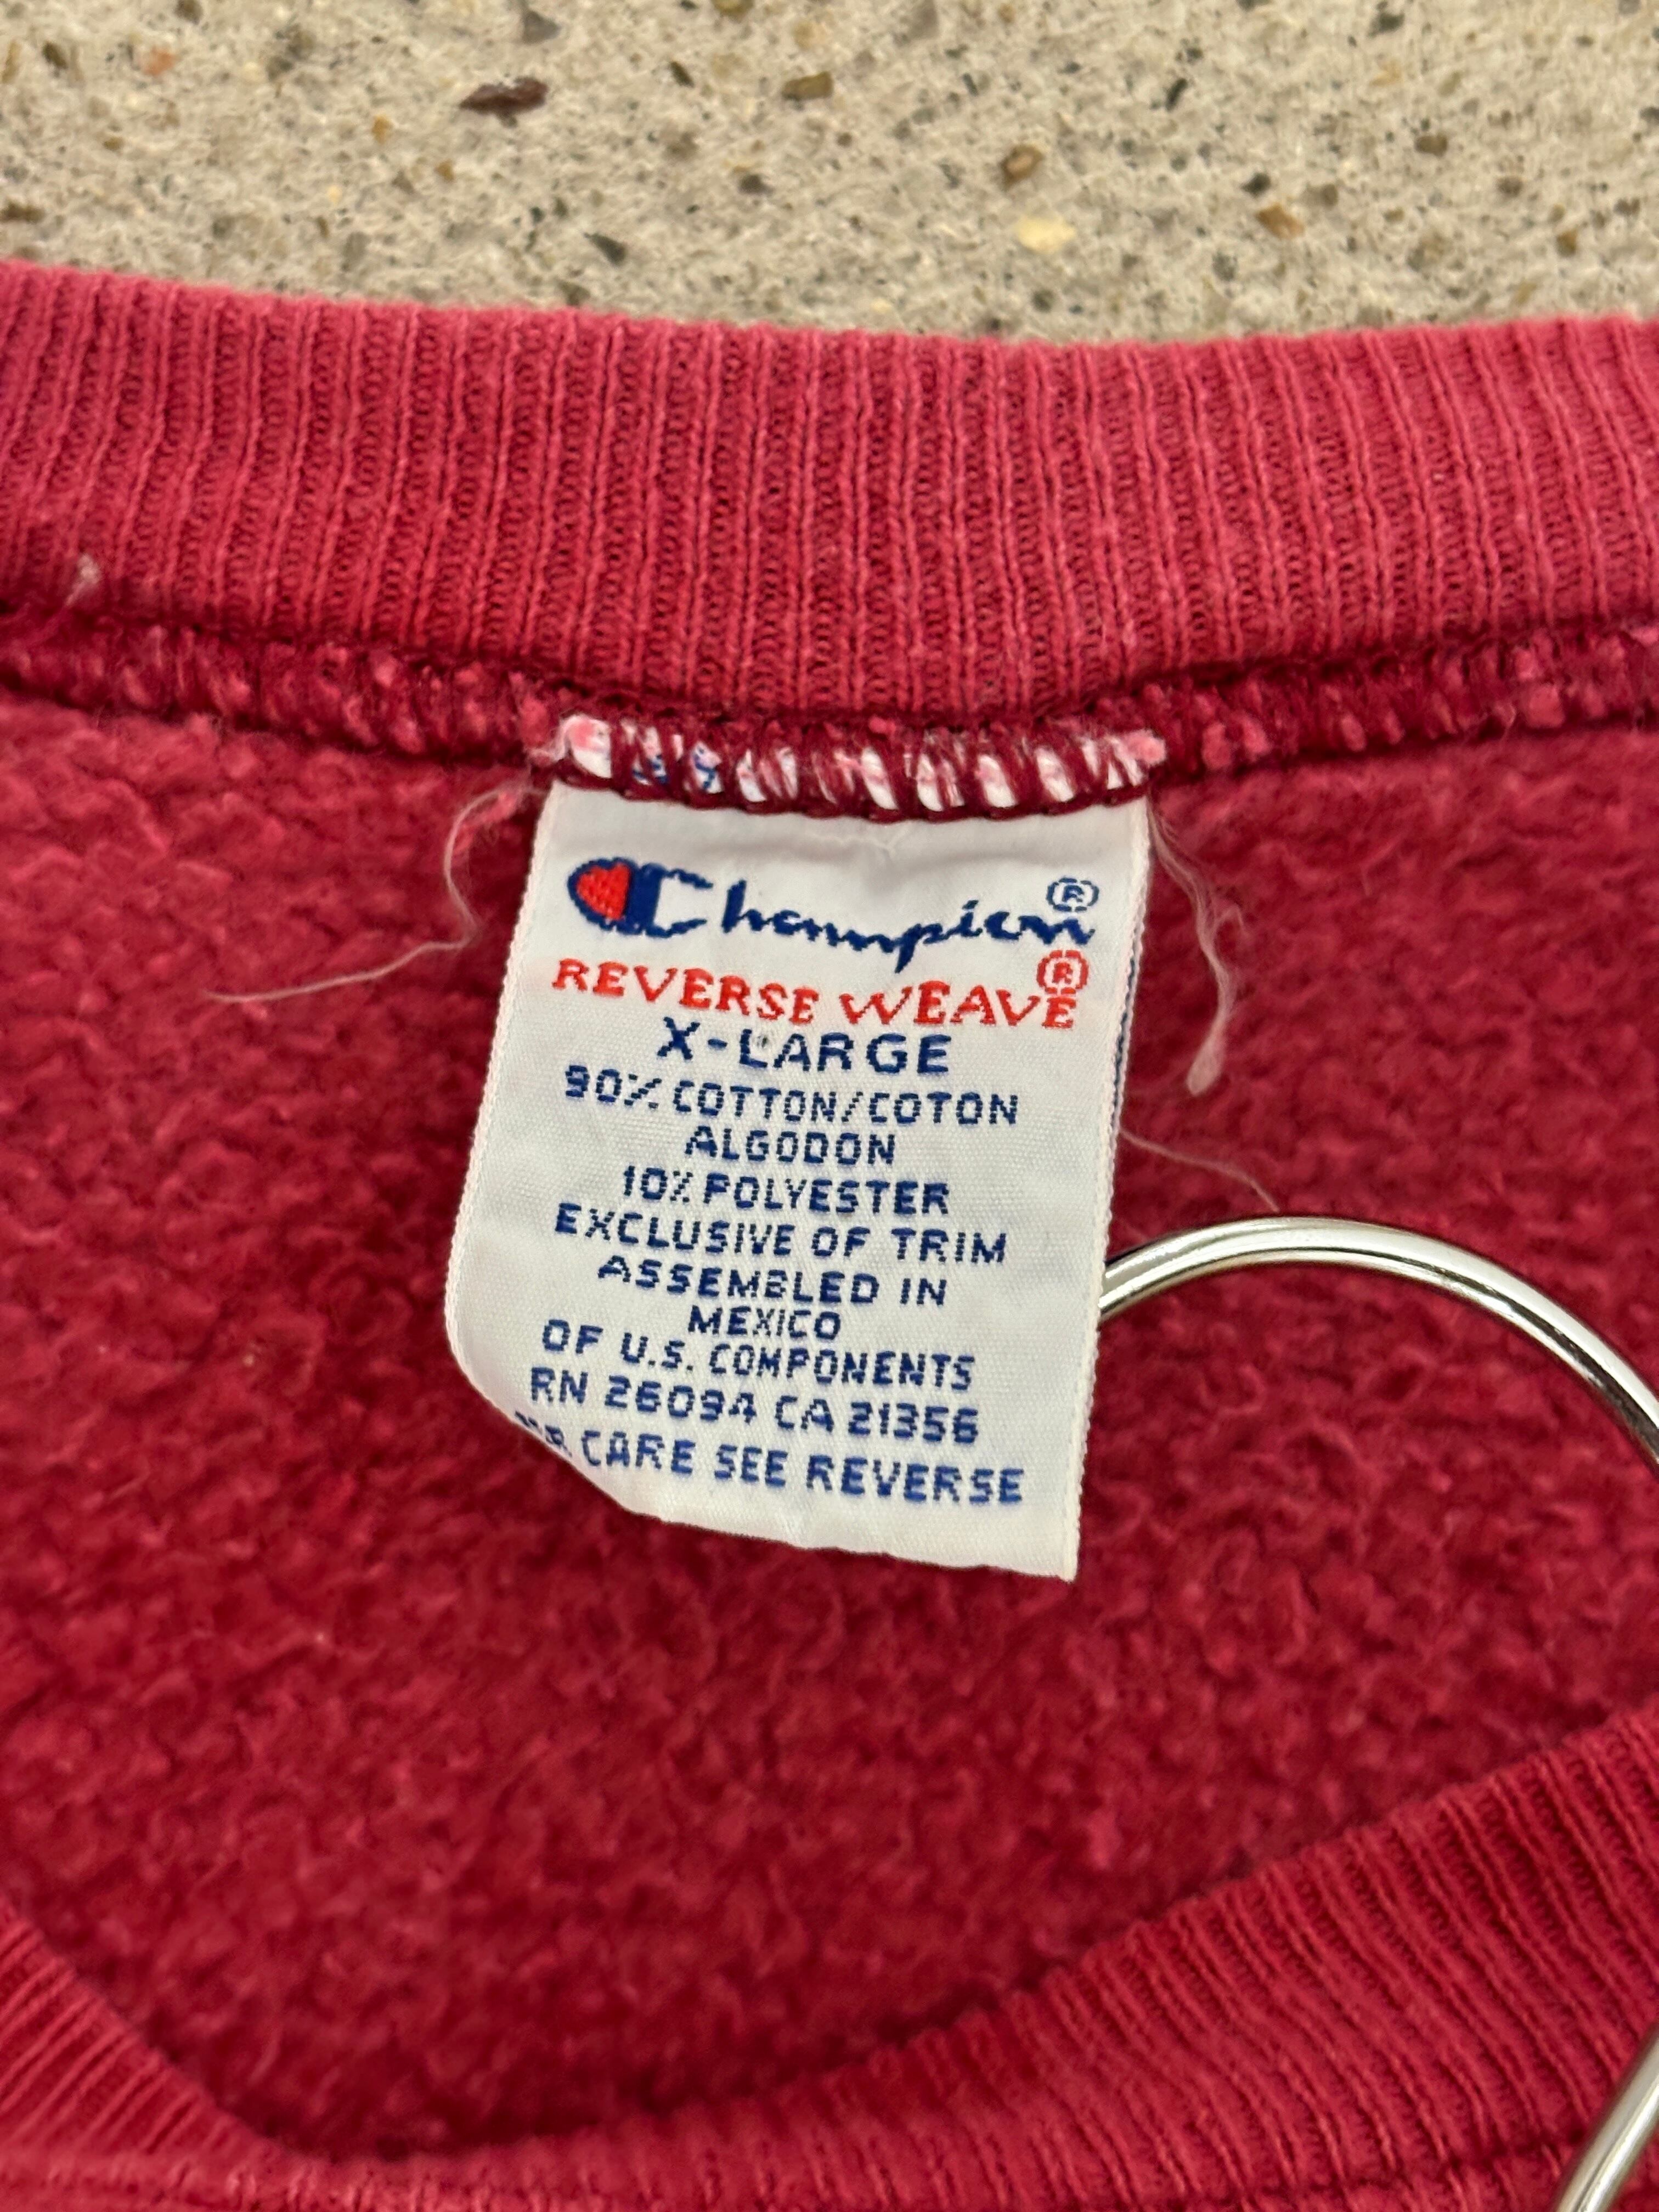 Champion®
REVERSE WEAVE®
X-LARGE
90% COTTON/COTON
ALGODON
10% POLYESTER
EXCLUSIVE OF TRIM
ASSEMBLED IN
MEXICO
OF U.S. COMPONENTS
RN 26094 CA 21356
CARE SEE REVERSE